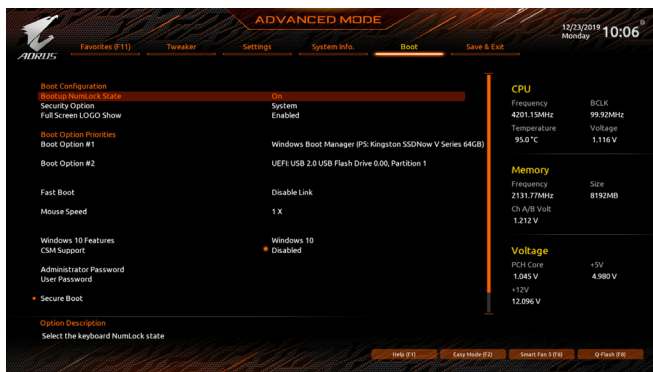 ADVANCED MODE
12/23/2019 Monday 10:06
AORUS
Favorites (F11) Tweaker Settings System Info. Boot Save & Exit
Boot Configuration
Bootup NumLock State On
Security Option System
Full Screen LOGO Show Enabled
Boot Option Priorities
Boot Option #1 Windows Boot Manager (P5: Kingston SSDNow V Series 64GB)
Boot Option #2 UEFI: USB 2.0 USB Flash Drive 0.00, Partition 1
Fast Boot Disable Link
Mouse Speed 1 X
Windows 10 Features Windows 10
CSM Support Disabled
Administrator Password
User Password
Secure Boot
Option Description
Select the keyboard NumLock state
CPU
Frequency BCLK
4201.15MHz 99.92MHz
Temperature Voltage
95.0 °C 1.116 V
Memory
Frequency Size
2131.77MHz 8192MB
Ch A/B Volt
1.212 V
Voltage
PCH Core +5V
1.045 V 4.980 V
+12V
12.096 V
Help (F1) Easy Mode (F2) Smart Fan 5 (F6) Q-Flash (F8)